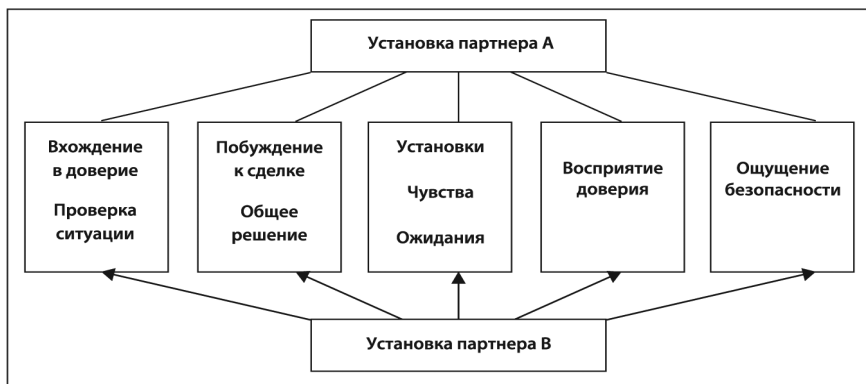 Установка партнера А
Вхождение
в доверие
Проверка
ситуации
Побуждение
к сделке
Общее
решение
Установки
Чувства
Ожидания
Восприятие
доверия
Ощущение
безопасности
Установка партнера В